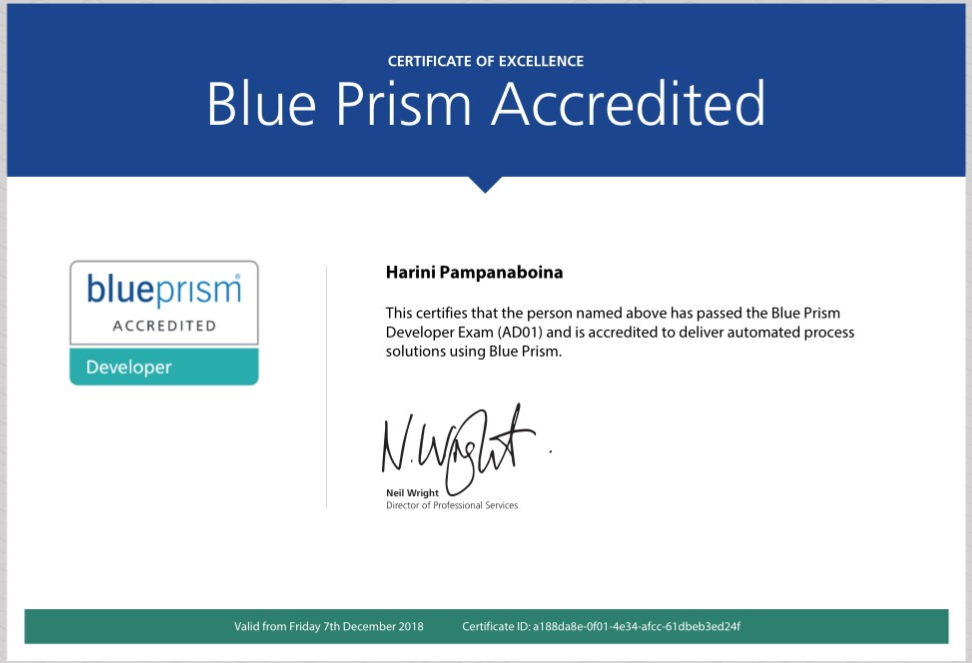 CERTIFICATE OF EXCELLENCE
Blue Prism Accredited
blueprism
ACCREDITED
Developer
Harini Pampanaboina
This certifies that the person named above has passed the Blue Prism
Developer Exam (AD01) and is accredited to deliver automated process
solutions using Blue Prism.
N. Wright
Neil Wright
Director of Professional Services
Valid from Friday 7th December 2018 Certificate ID: a188da8e-0f01-4e34-afcc-61dbeb3ed24f